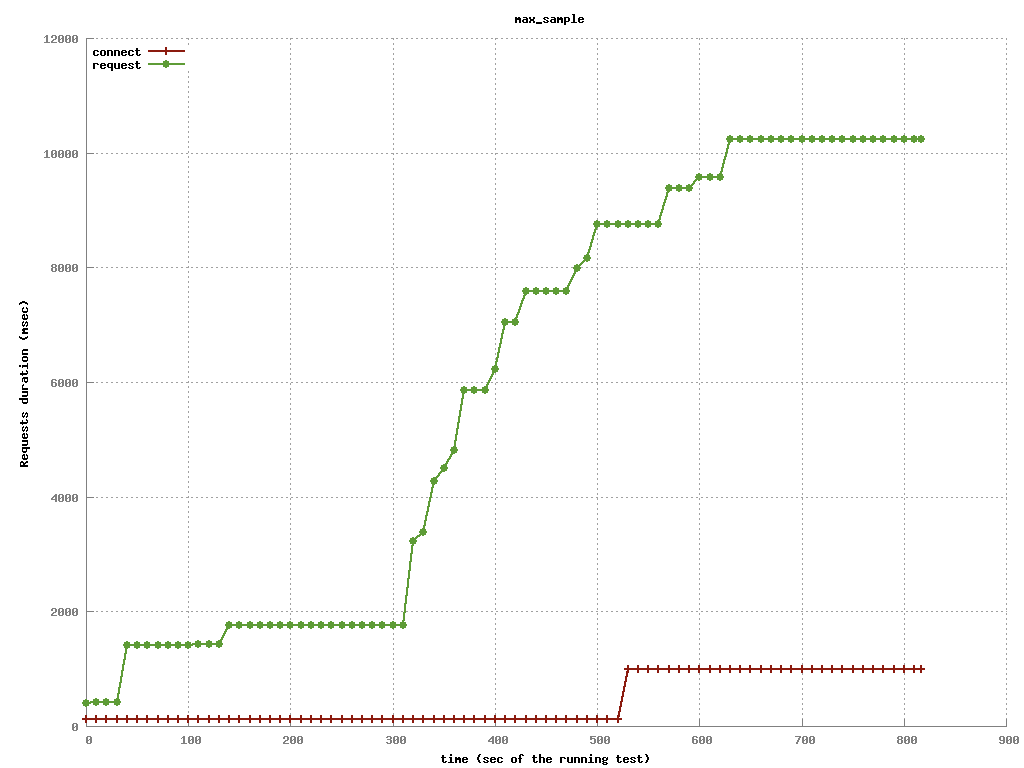 max_sample
12000
connect
request
10000
8000
Requests duration (msec)
6000
4000
2000
0
0 100 200 300 400 500 600 700 800 900
time (sec of the running test)